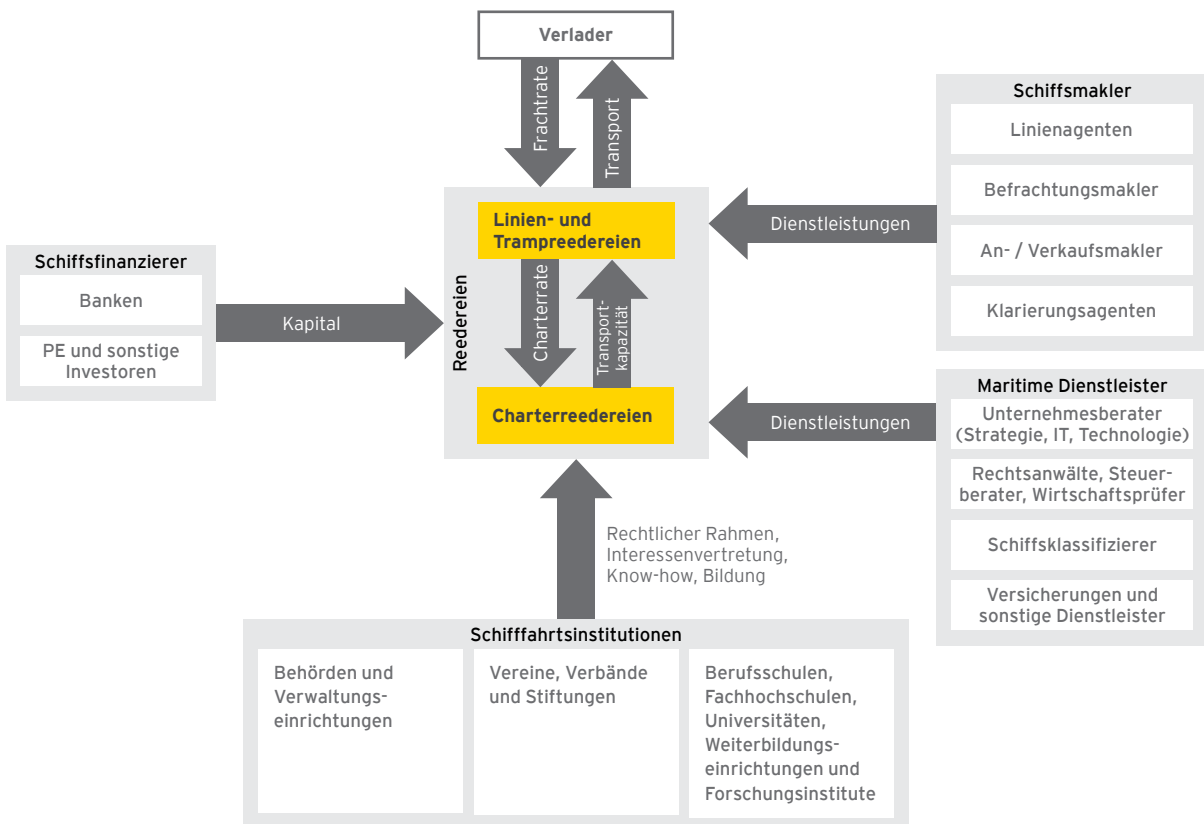 Verlader
Frachtrate
Transport
Reedereien
Linien- und
Trampreedereien
Charterrate
Transport-
kapazität
Charterreedereien
Schiffsfinanzierer
Banken
PE und sonstige
Investoren
Kapital
Schiffsmakler
Linienagenten
Befrachtungsmakler
An- / Verkaufsmakler
Klarierungsagenten
Dienstleistungen
Maritime Dienstleister
Unternehmesberater
(Strategie, IT, Technologie)
Rechtsanwälte, Steuer-
berater, Wirtschaftsprüfer
Schiffsklassifizierer
Versicherungen und
sonstige Dienstleister
Dienstleistungen
Rechtlicher Rahmen,
Interessenvertretung,
Know-how, Bildung
Schifffahrtsinstitutionen
Behörden und
Verwaltungs-
einrichtungen
Vereine, Verbände
und Stiftungen
Berufsschulen,
Fachhochschulen,
Universitäten,
Weiterbildungs-
einrichtungen und
Forschungsinstitute